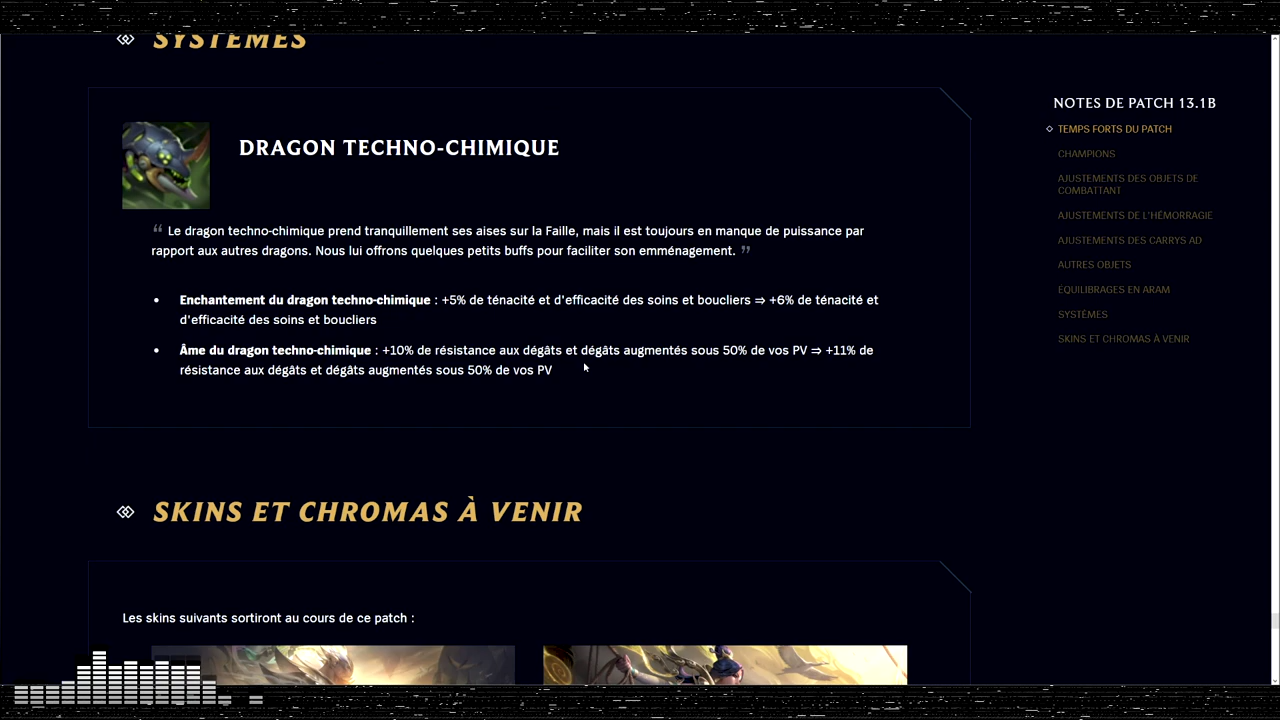 SYSTÈMES
DRAGON TECHNO-CHIMIQUE
“ Le dragon techno-chimique prend tranquillement ses aises sur la Faille, mais il est toujours en manque de puissance par
rapport aux autres dragons. Nous lui offrons quelques petits buffs pour faciliter son emménagement. ”
• Enchantement du dragon techno-chimique : +5% de ténacité et d'efficacité des soins et boucliers ⇒ +6% de ténacité et
d'efficacité des soins et boucliers
• Âme du dragon techno-chimique : +10% de résistance aux dégâts et dégâts augmentés sous 50% de vos PV ⇒ +11% de
résistance aux dégâts et dégâts augmentés sous 50% de vos PV
SKINS ET CHROMAS À VENIR
Les skins suivants sortiront au cours de ce patch :
NOTES DE PATCH 13.1B
TEMPS FORTS DU PATCH
CHAMPIONS
AJUSTEMENTS DES OBJETS DE
COMBATTANT
AJUSTEMENTS DE L'HÉMORRAGIE
AJUSTEMENTS DES CARRYS AD
AUTRES OBJETS
ÉQUILIBRAGES EN ARAM
SYSTÈMES
SKINS ET CHROMAS À VENIR